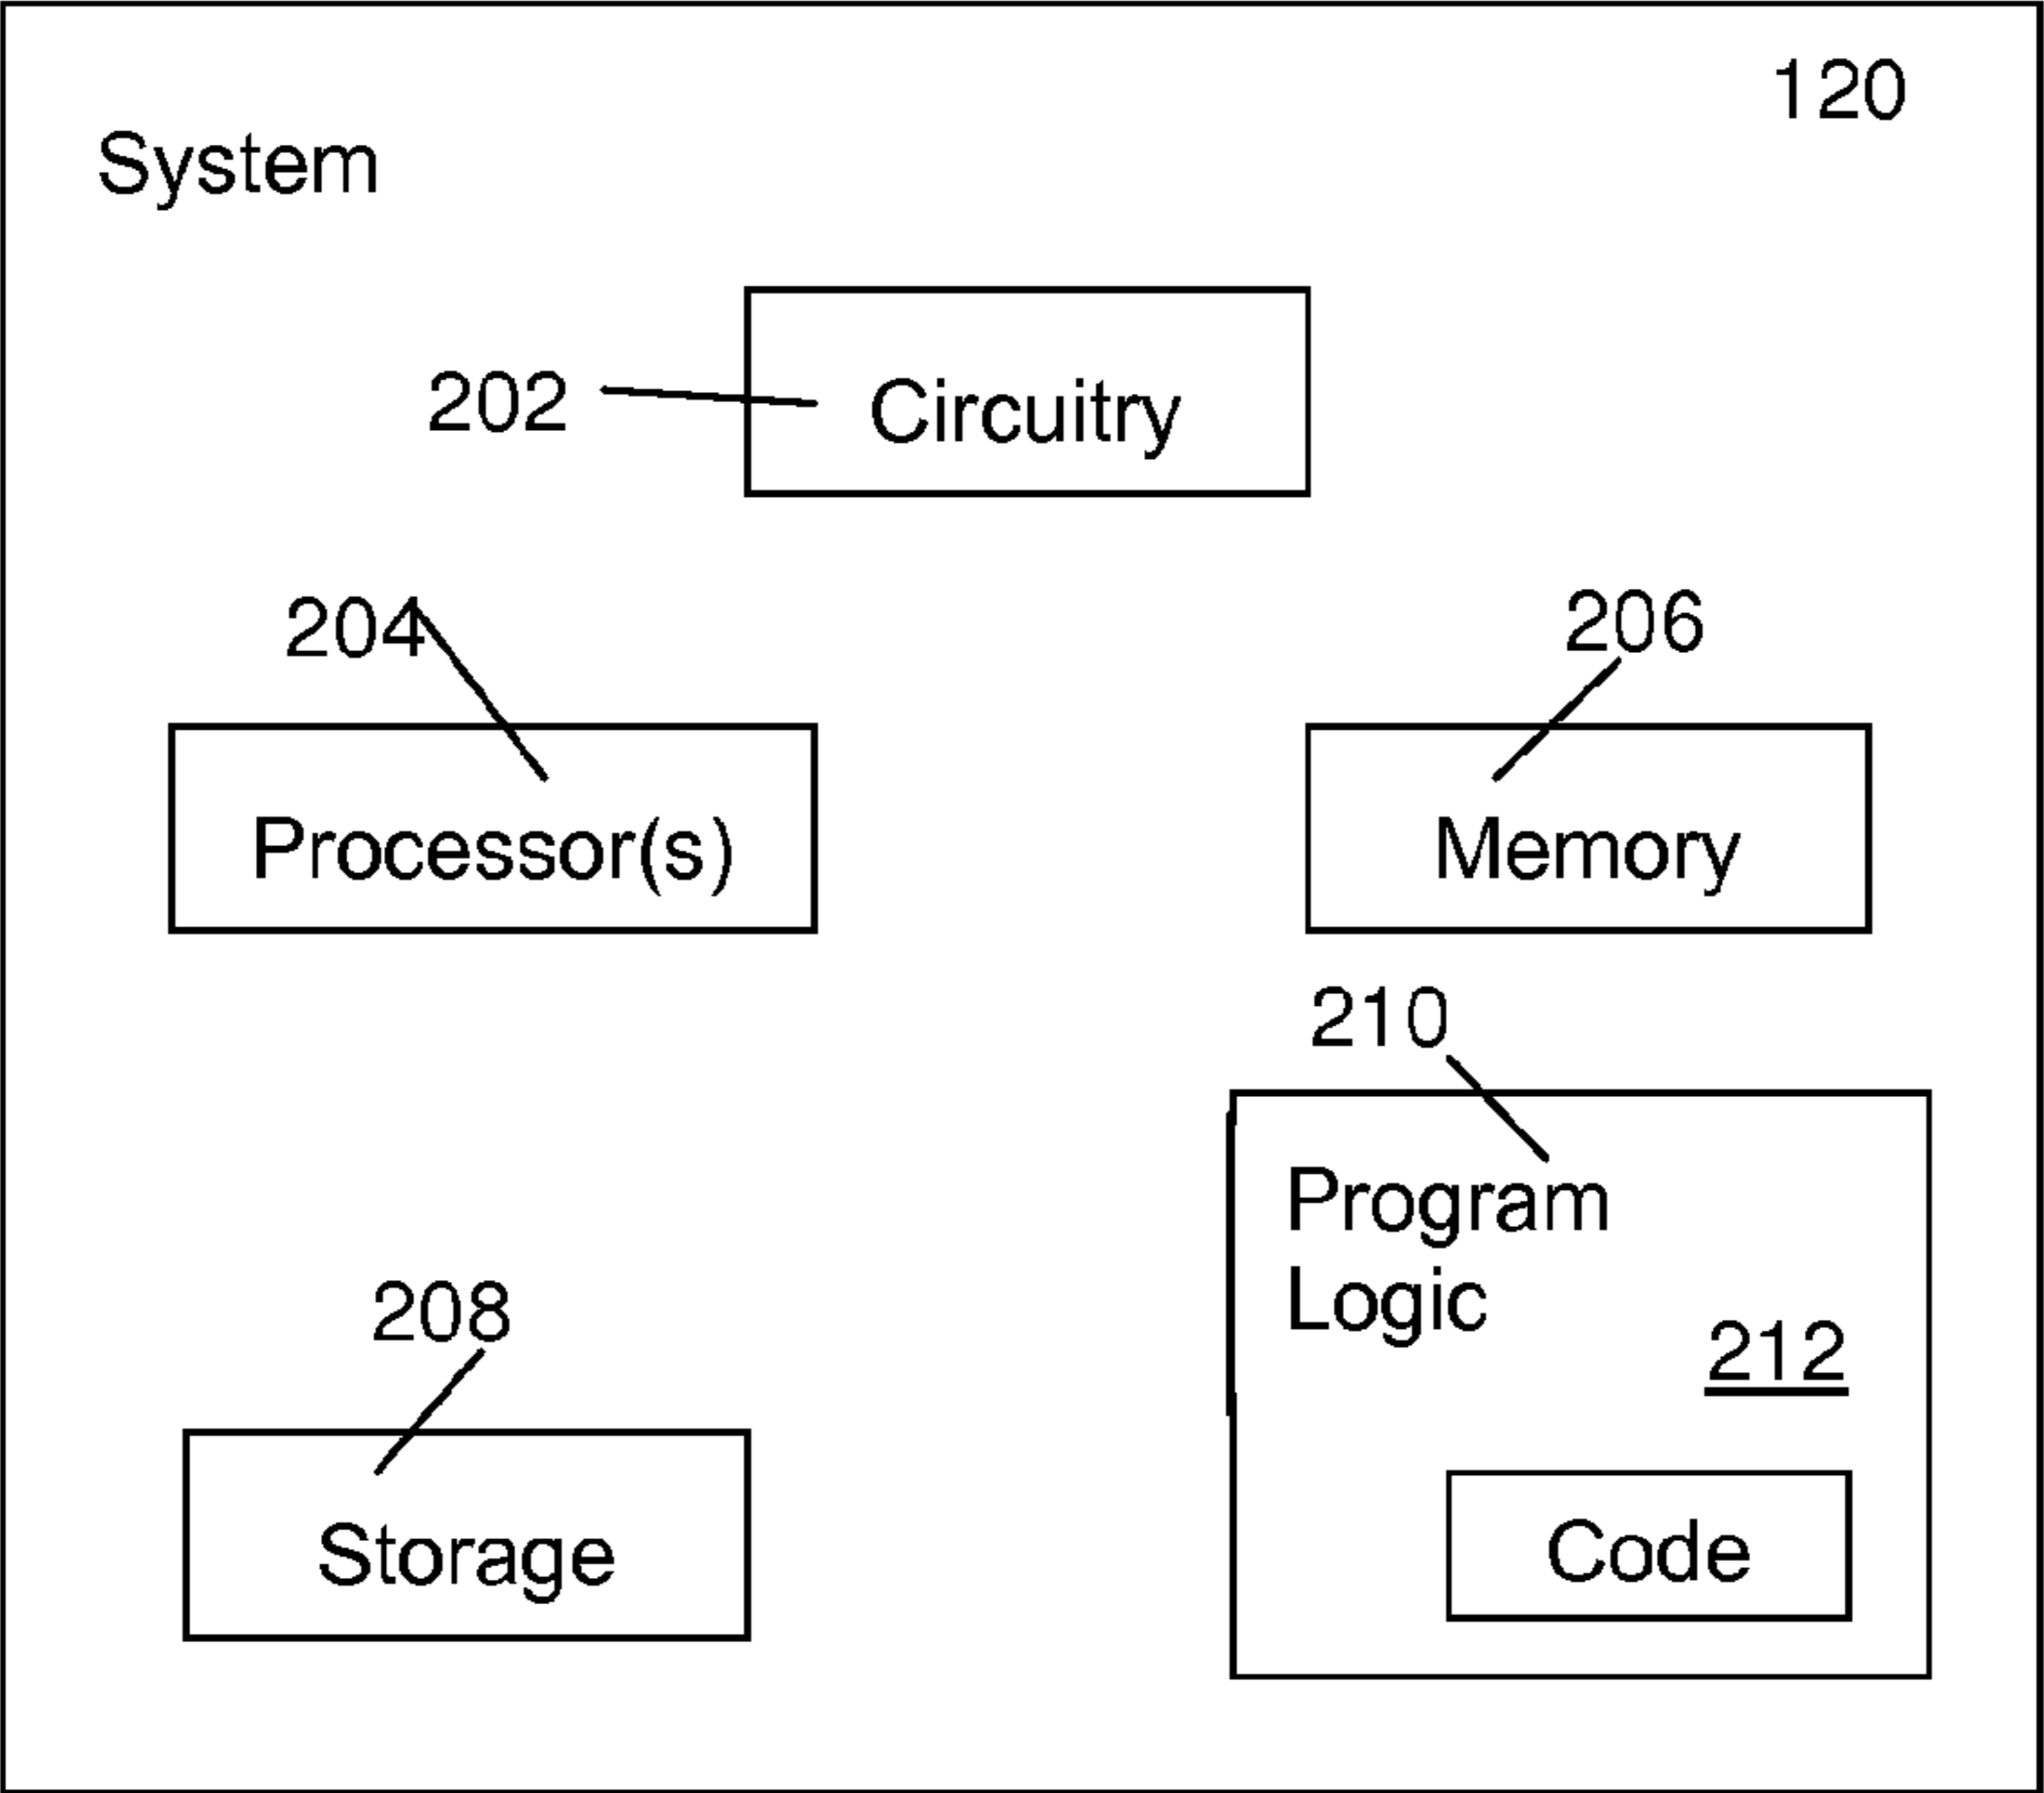 120
System
202
Circuitry
204
206
Processor(s)
Memory
210
Program
Logic
208
212
Storage
Code